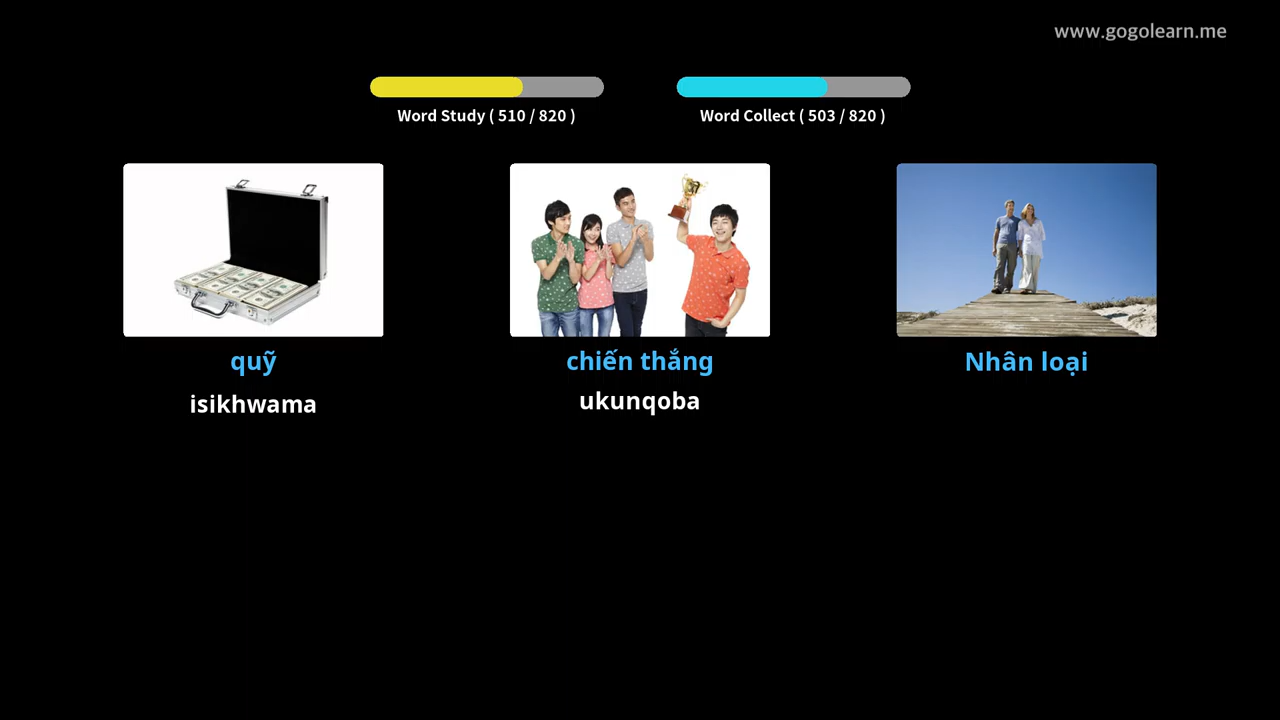 www.gogolearn.me
Word Study ( 510 / 820 )
Word Collect ( 503 / 820 )
quỹ
isikhwama
chiến thắng
ukunqoba
Nhân loại